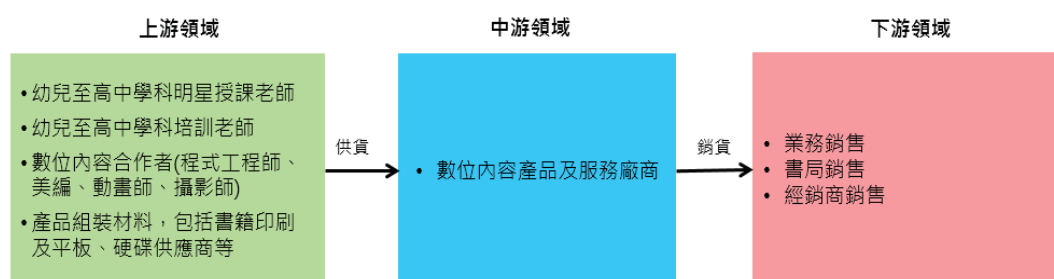 上游領域
中游領域
下游領域
• 幼兒至高中學科明星授課老師
• 幼兒至高中學科培訓老師
• 數位內容合作者(程式工程師、
美編、動畫師、攝影師)
• 產品組裝材料，包括書籍印刷
及平板、硬碟供應商等
供貨
• 數位內容產品及服務廠商
銷貨
• 業務銷售
• 書局銷售
• 經銷商銷售